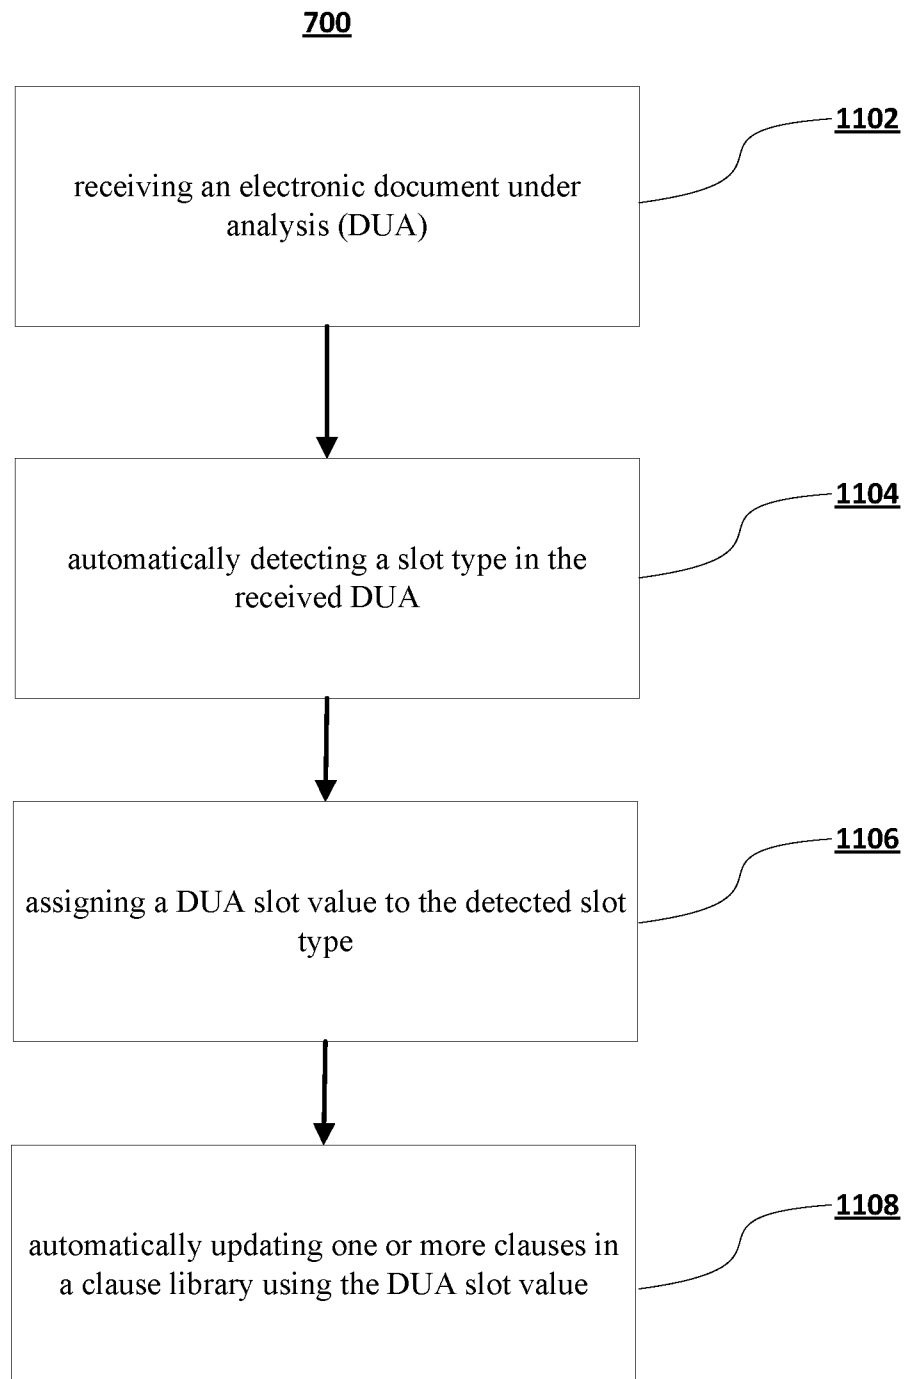 700
1102
receiving an electronic document under
analysis (DUA)
1104
automatically detecting a slot type in the
received DUA
1106
assigning a DUA slot value to the detected slot
type
1108
automatically updating one or more clauses in
a clause library using the DUA slot value